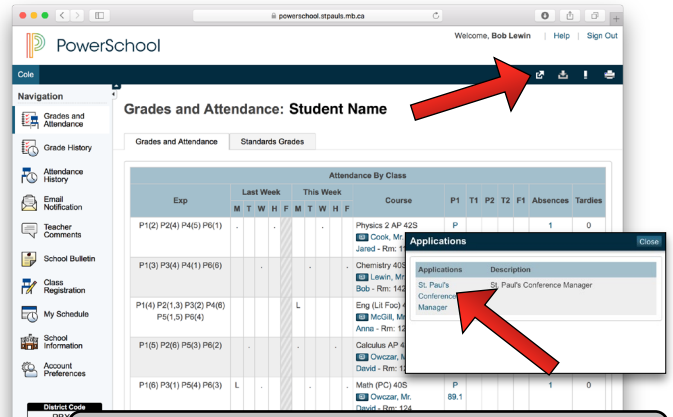 powerschool.stpauls.mb.ca
PowerSchool
Welcome, Bob Lewin | Help | Sign Out
Cole
Navigation
Grades and Attendance
Grade History
Attendance History
Email Notification
Teacher Comments
School Bulletin
Class Registration
My Schedule
School Information
Account Preferences
District Code
Grades and Attendance: Student Name
Grades and Attendance Standards Grades
Attendance By Class
Exp Last Week This Week Course P1 T1 P2 T2 F1 Absences Tardies
M T W H F M T W H F
P1(2) P2(4) P4(5) P6(1) . . . Physics 2 AP 42S P 1 0
Cook, Mr.
Jared - Rm:
P1(3) P3(4) P4(1) P6(6) . . . Chemistry 40S
Lewin, Mr.
Bob - Rm: 142
P1(4) P2(1,3) P3(2) P4(6) L Eng (Lit Foc)
P5(1,5) P6(4) McGill,
Anna - Rm:
P1(5) P2(6) P5(3) P6(2) . . . Calculus AP
Owczar,
David - Rm:
P1(6) P3(1) P5(4) P6(3) L . . Math (PC) 40S P 1 0
Owczar, Mr. 89.1
David - Rm: 124
Applications Close
Applications Description
St. Paul's St. Paul's Conference Manager
Conference
Manager